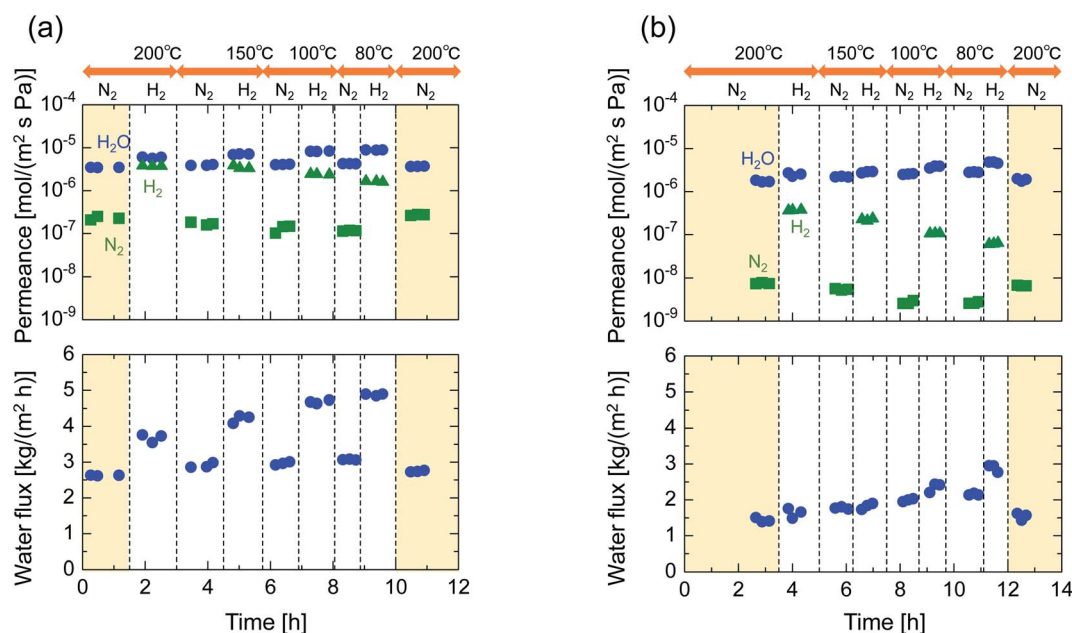 (a)
200℃ 150℃ 100℃ 80℃ 200℃
N₂ H₂ N₂ H₂ N₂ H₂ N₂ H₂ N₂
Permeance [mol/(m² s Pa)]
10⁻⁴
10⁻⁵
10⁻⁶
10⁻⁷
10⁻⁸
10⁻⁹
H₂O
H₂
N₂
Water flux [kg/(m² h)]
6
5
4
3
2
1
0
0 2 4 6 8 10 12
Time [h]
(b)
200℃ 150℃ 100℃ 80℃ 200℃
N₂ H₂ N₂ H₂ N₂ H₂ N₂ H₂ N₂
Permeance [mol/(m² s Pa)]
10⁻⁴
10⁻⁵
10⁻⁶
10⁻⁷
10⁻⁸
10⁻⁹
H₂O
H₂
N₂
Water flux [kg/(m² h)]
6
5
4
3
2
1
0
0 2 4 6 8 10 12 14
Time [h]